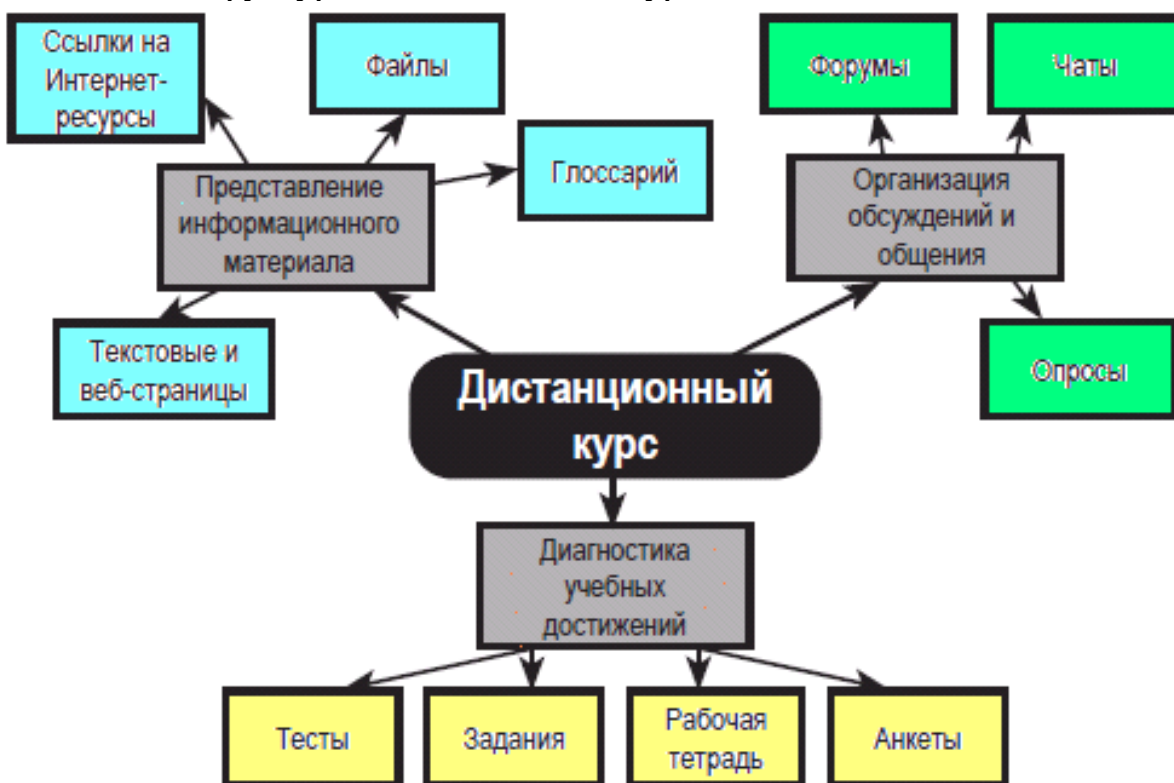 Ссылки на
Интернет-
ресурсы
Файлы
Глоссарий
Форумы
Чаты
Представление
информационного
материала
Организация
обсуждений и
общения
Текстовые и
веб-страницы
Опросы
Дистанционный
курс
Диагностика
учебных
достижений
Тесты
Задания
Рабочая
тетрадь
Анкеты